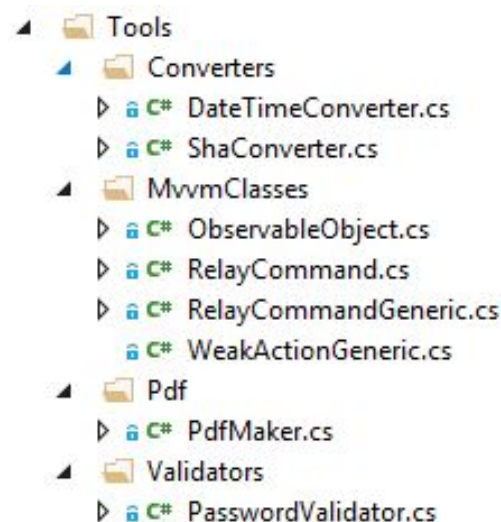 Tools
Converters
C# DateTimeConverter.cs
C# ShaConverter.cs
MvvmClasses
C# ObservableObject.cs
C# RelayCommand.cs
C# RelayCommandGeneric.cs
C# WeakActionGeneric.cs
Pdf
C# PdfMaker.cs
Validators
C# PasswordValidator.cs